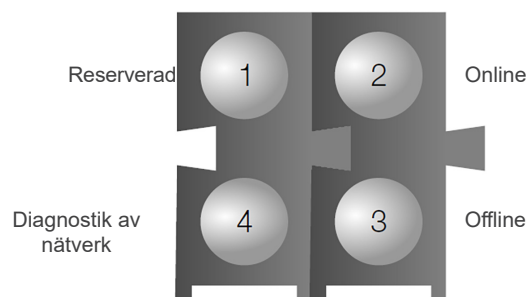 Reserverad 1 2 Online
Diagnostik av
nätverk 4 3 Offline